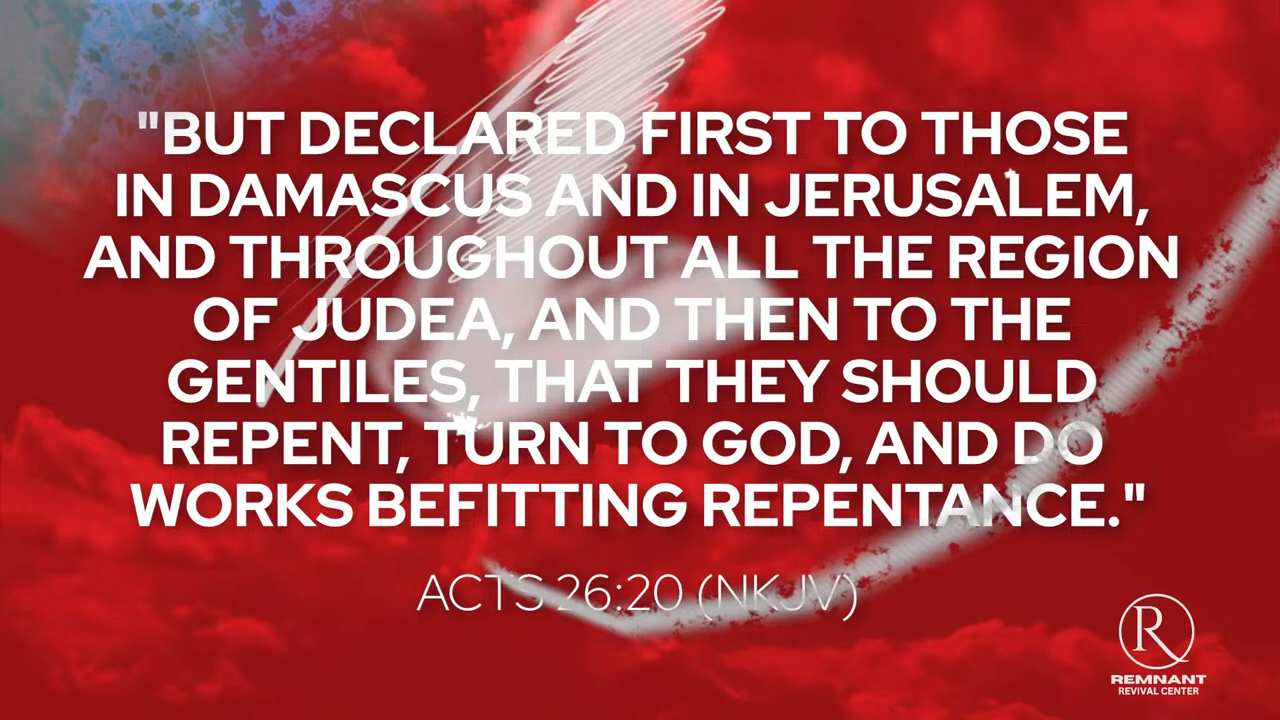 "BUT DECLARED FIRST TO THOSE
IN DAMASCUS AND IN JERUSALEM,
AND THROUGHOUT ALL THE REGION
OF JUDEA, AND THEN TO THE
GENTILES, THAT THEY SHOULD
REPENT, TURN TO GOD, AND DO
WORKS BEFITTING REPENTANCE."
ACTS 26:20 (NKJV)
R
REMNANT
REVIVAL CENTER